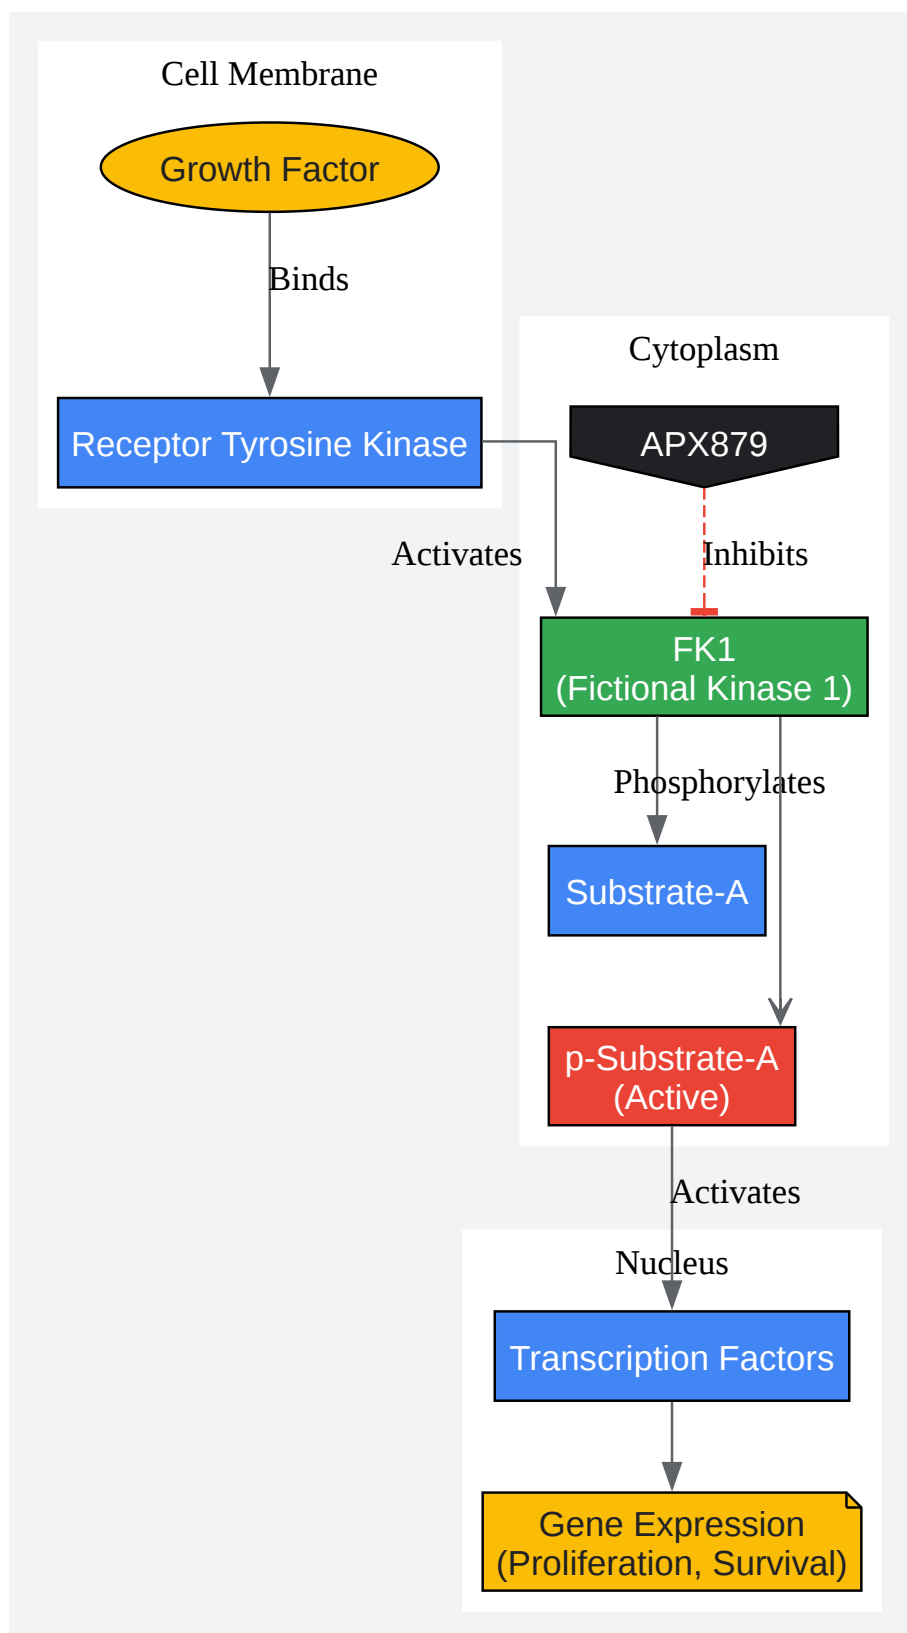 Cell Membrane
Growth Factor
Binds
Receptor Tyrosine Kinase
Cytoplasm
APX879
Activates
Inhibits
FK1
(Fictional Kinase 1)
Phosphorylates
Substrate-A
p-Substrate-A
(Active)
Activates
Nucleus
Transcription Factors
Gene Expression
(Proliferation, Survival)